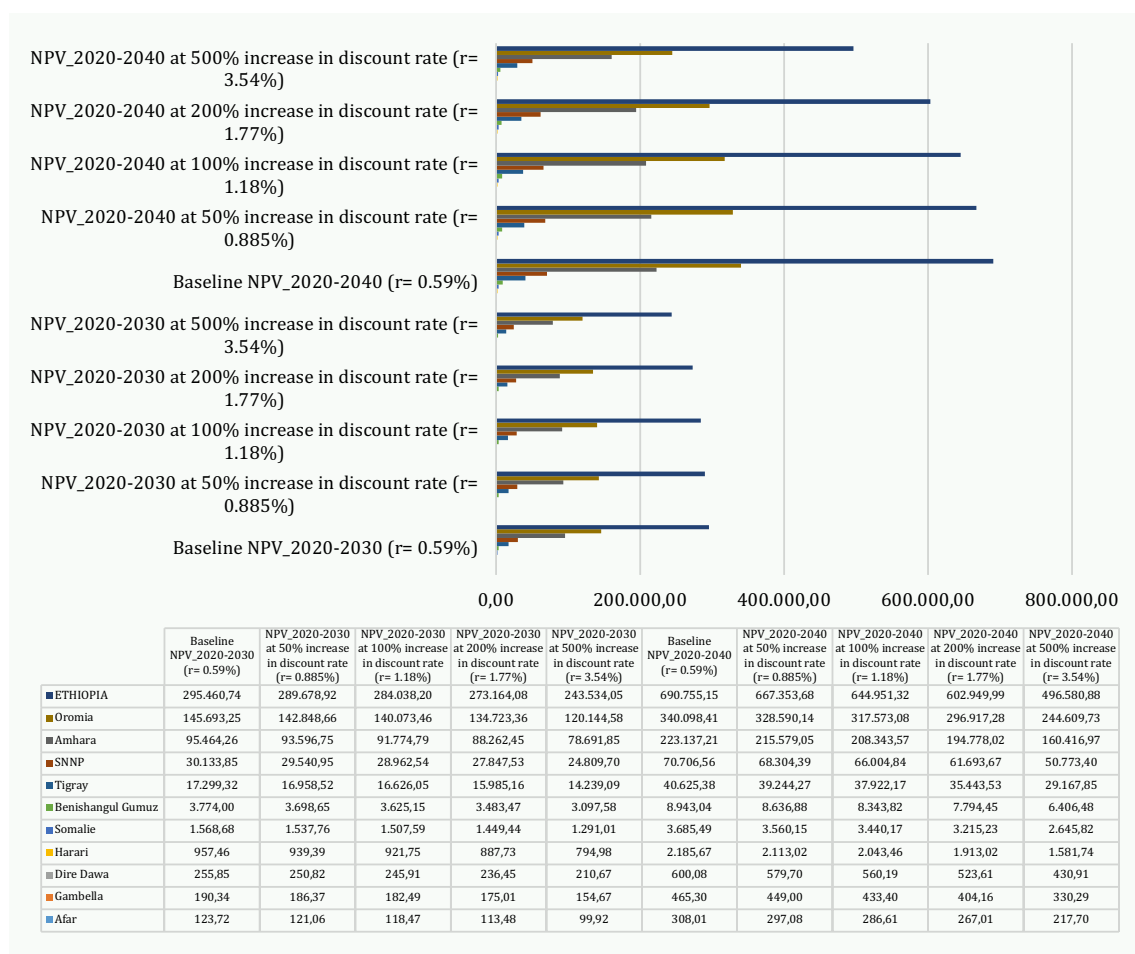 NPV_2020-2040 at 500% increase in discount rate (r=
3.54%)
NPV_2020-2040 at 200% increase in discount rate (r=
1.77%)
NPV_2020-2040 at 100% increase in discount rate (r=
1.18%)
NPV_2020-2040 at 50% increase in discount rate (r=
0.885%)
Baseline NPV_2020-2040 (r= 0.59%)
NPV_2020-2030 at 500% increase in discount rate (r=
3.54%)
NPV_2020-2030 at 200% increase in discount rate (r=
1.77%)
NPV_2020-2030 at 100% increase in discount rate (r=
1.18%)
NPV_2020-2030 at 50% increase in discount rate (r=
0.885%)
Baseline NPV_2020-2030 (r= 0.59%)
0,00 200.000,00 400.000,00 600.000,00 800.000,00
Baseline NPV_2020-2030 (r= 0.59%)
NPV_2020-2030 at 50% increase in discount rate (r= 0.885%)
NPV_2020-2030 at 100% increase in discount rate (r= 1.18%)
NPV_2020-2030 at 200% increase in discount rate (r= 1.77%)
NPV_2020-2030 at 500% increase in discount rate (r= 3.54%)
Baseline NPV_2020-2040 (r= 0.59%)
NPV_2020-2040 at 50% increase in discount rate (r= 0.885%)
NPV_2020-2040 at 100% increase in discount rate (r= 1.18%)
NPV_2020-2040 at 200% increase in discount rate (r= 1.77%)
NPV_2020-2040 at 500% increase in discount rate (r= 3.54%)
ETHIOPIA 295.460,74 289.678,92 284.038,20 273.164,08 243.534,05 690.755,15 667.353,68 644.951,32 602.949,99 496.580,88
Oromia 145.693,25 142.848,66 140.073,46 134.723,36 120.144,58 340.098,41 328.590,14 317.573,08 296.917,28 244.609,73
Amhara 95.464,26 93.596,75 91.774,79 88.262,45 78.691,85 223.137,21 215.579,05 208.343,57 194.778,02 160.416,97
SNNP 30.133,85 29.540,95 28.962,54 27.847,53 24.809,70 70.706,56 68.304,39 66.004,84 61.693,67 50.773,40
Tigray 17.299,32 16.958,52 16.626,05 15.985,16 14.239,09 40.625,38 39.244,27 37.922,17 35.443,53 29.167,85
Benishangul Gumuz 3.774,00 3.698,65 3.625,15 3.483,47 3.097,58 8.943,04 8.636,88 8.343,82 7.794,45 6.406,48
Somalie 1.568,68 1.537,76 1.507,59 1.449,44 1.291,01 3.685,49 3.560,15 3.440,17 3.215,23 2.645,82
Harari 957,46 939,39 921,75 887,73 794,98 2.185,67 2.113,02 2.043,46 1.913,02 1.581,74
Dire Dawa 255,85 250,82 245,91 236,45 210,67 600,08 579,70 560,19 523,61 430,91
Gambella 190,34 186,37 182,49 175,01 154,67 465,30 449,00 433,40 404,16 330,29
Afar 123,72 121,06 118,47 113,48 99,92 308,01 297,08 286,61 267,01 217,70